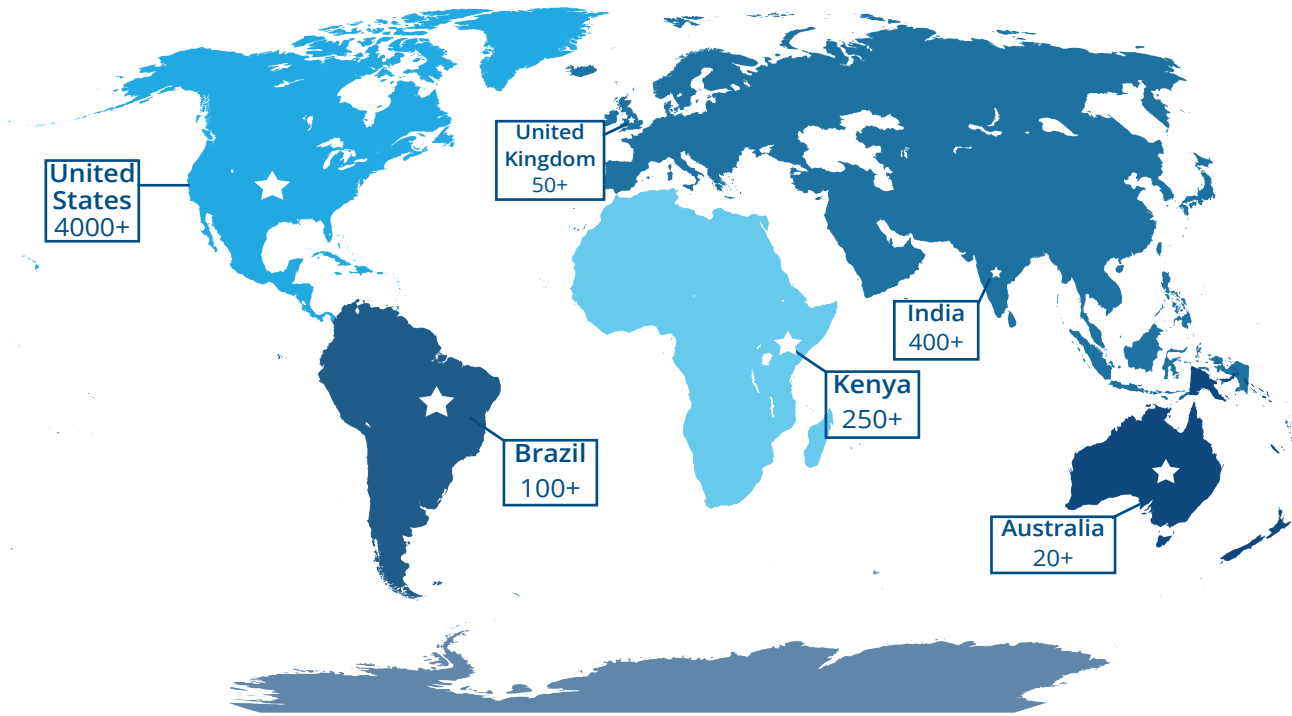 United
States
4000+
United
Kingdom
50+
India
400+
Kenya
250+
Brazil
100+
Australia
20+